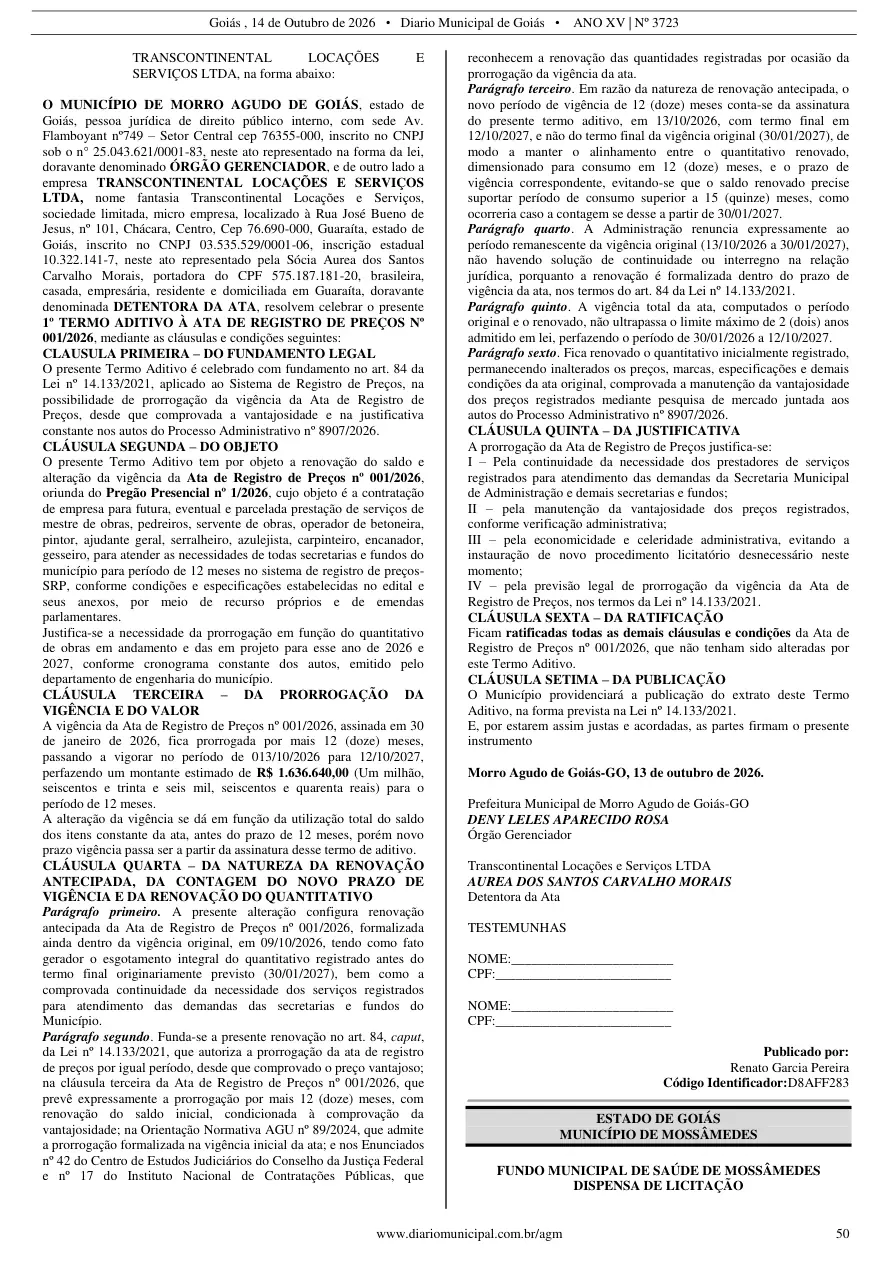 Goiás , 14 de Outubro de 2026 • Diario Municipal de Goiás • ANO XV | Nº 3723
TRANSCONTINENTAL LOCAÇÕES E
SERVIÇOS LTDA, na forma abaixo:
O MUNICÍPIO DE MORRO AGUDO DE GOIÁS, estado de
Goiás, pessoa jurídica de direito público interno, com sede Av.
Flamboyant nº749 – Setor Central cep 76355-000, inscrito no CNPJ
sob o n° 25.043.621/0001-83, neste ato representado na forma da lei,
doravante denominado ÓRGÃO GERENCIADOR, e de outro lado a
empresa TRANSCONTINENTAL LOCAÇÕES E SERVIÇOS
LTDA, nome fantasia Transcontinental Locações e Serviços,
sociedade limitada, micro empresa, localizado à Rua José Bueno de
Jesus, nº 101, Chácara, Centro, Cep 76.690-000, Guaraíta, estado de
Goiás, inscrito no CNPJ 03.535.529/0001-06, inscrição estadual
10.322.141-7, neste ato representado pela Sócia Aurea dos Santos
Carvalho Morais, portadora do CPF 575.187.181-20, brasileira,
casada, empresária, residente e domiciliada em Guaraíta, doravante
denominada DETENTORA DA ATA, resolvem celebrar o presente
1º TERMO ADITIVO À ATA DE REGISTRO DE PREÇOS Nº
001/2026, mediante as cláusulas e condições seguintes:
CLAUSULA PRIMEIRA – DO FUNDAMENTO LEGAL
O presente Termo Aditivo é celebrado com fundamento no art. 84 da
Lei nº 14.133/2021, aplicado ao Sistema de Registro de Preços, na
possibilidade de prorrogação da vigência da Ata de Registro de
Preços, desde que comprovada a vantajosidade e na justificativa
constante nos autos do Processo Administrativo nº 8907/2026.
CLÁUSULA SEGUNDA – DO OBJETO
O presente Termo Aditivo tem por objeto a renovação do saldo e
alteração da vigência da Ata de Registro de Preços nº 001/2026,
oriunda do Pregão Presencial nº 1/2026, cujo objeto é a contratação
de empresa para futura, eventual e parcelada prestação de serviços de
mestre de obras, pedreiros, servente de obras, operador de betoneira,
pintor, ajudante geral, serralheiro, azulejista, carpinteiro, encanador,
gesseiro, para atender as necessidades de todas secretarias e fundos do
município para período de 12 meses no sistema de registro de preços-
SRP, conforme condições e especificações estabelecidas no edital e
seus anexos, por meio de recurso próprios e de emendas
parlamentares.
Justifica-se a necessidade da prorrogação em função do quantitativo
de obras em andamento e das em projeto para esse ano de 2026 e
2027, conforme cronograma constante dos autos, emitido pelo
departamento de engenharia do município.
CLÁUSULA TERCEIRA – DA PRORROGAÇÃO DA
VIGÊNCIA E DO VALOR
A vigência da Ata de Registro de Preços nº 001/2026, assinada em 30
de janeiro de 2026, fica prorrogada por mais 12 (doze) meses,
passando a vigorar no período de 013/10/2026 para 12/10/2027,
perfazendo um montante estimado de R$ 1.636.640,00 (Um milhão,
seiscentos e trinta e seis mil, seiscentos e quarenta reais) para o
período de 12 meses.
A alteração da vigência se dá em função da utilização total do saldo
dos itens constante da ata, antes do prazo de 12 meses, porém novo
prazo vigência passa ser a partir da assinatura desse termo de aditivo.
CLÁUSULA QUARTA – DA NATUREZA DA RENOVAÇÃO
ANTECIPADA, DA CONTAGEM DO NOVO PRAZO DE
VIGÊNCIA E DA RENOVAÇÃO DO QUANTITATIVO
Parágrafo primeiro. A presente alteração configura renovação
antecipada da Ata de Registro de Preços nº 001/2026, formalizada
ainda dentro da vigência original, em 09/10/2026, tendo como fato
gerador o esgotamento integral do quantitativo registrado antes do
termo final originariamente previsto (30/01/2027), bem como a
comprovada continuidade da necessidade dos serviços registrados
para atendimento das demandas das secretarias e fundos do
Município.
Parágrafo segundo. Funda-se a presente renovação no art. 84, caput,
da Lei nº 14.133/2021, que autoriza a prorrogação da ata de registro
de preços por igual período, desde que comprovado o preço vantajoso;
na cláusula terceira da Ata de Registro de Preços nº 001/2026, que
prevê expressamente a prorrogação por mais 12 (doze) meses, com
renovação do saldo inicial, condicionada à comprovação da
vantajosidade; na Orientação Normativa AGU nº 89/2024, que admite
a prorrogação formalizada na vigência inicial da ata; e nos Enunciados
nº 42 do Centro de Estudos Judiciários do Conselho da Justiça Federal
e nº 17 do Instituto Nacional de Contratações Públicas, que
reconhecem a renovação das quantidades registradas por ocasião da
prorrogação da vigência da ata.
Parágrafo terceiro. Em razão da natureza de renovação antecipada, o
novo período de vigência de 12 (doze) meses conta-se da assinatura
do presente termo aditivo, em 13/10/2026, com termo final em
12/10/2027, e não do termo final da vigência original (30/01/2027), de
modo a manter o alinhamento entre o quantitativo renovado,
dimensionado para consumo em 12 (doze) meses, e o prazo de
vigência correspondente, evitando-se que o saldo renovado precise
suportar período de consumo superior a 15 (quinze) meses, como
ocorreria caso a contagem se desse a partir de 30/01/2027.
Parágrafo quarto. A Administração renuncia expressamente ao
período remanescente da vigência original (13/10/2026 a 30/01/2027),
não havendo solução de continuidade ou interregno na relação
jurídica, porquanto a renovação é formalizada dentro do prazo de
vigência da ata, nos termos do art. 84 da Lei nº 14.133/2021.
Parágrafo quinto. A vigência total da ata, computados o período
original e o renovado, não ultrapassa o limite máximo de 2 (dois) anos
admitido em lei, perfazendo o período de 30/01/2026 a 12/10/2027.
Parágrafo sexto. Fica renovado o quantitativo inicialmente registrado,
permanecendo inalterados os preços, marcas, especificações e demais
condições da ata original, comprovada a manutenção da vantajosidade
dos preços registrados mediante pesquisa de mercado juntada aos
autos do Processo Administrativo nº 8907/2026.
CLÁUSULA QUINTA – DA JUSTIFICATIVA
A prorrogação da Ata de Registro de Preços justifica-se:
I – Pela continuidade da necessidade dos prestadores de serviços
registrados para atendimento das demandas da Secretaria Municipal
de Administração e demais secretarias e fundos;
II – pela manutenção da vantajosidade dos preços registrados,
conforme verificação administrativa;
III – pela economicidade e celeridade administrativa, evitando a
instauração de novo procedimento licitatório desnecessário neste
momento;
IV – pela previsão legal de prorrogação da vigência da Ata de
Registro de Preços, nos termos da Lei nº 14.133/2021.
CLÁUSULA SEXTA – DA RATIFICAÇÃO
Ficam ratificadas todas as demais cláusulas e condições da Ata de
Registro de Preços nº 001/2026, que não tenham sido alteradas por
este Termo Aditivo.
CLÁUSULA SETIMA – DA PUBLICAÇÃO
O Município providenciará a publicação do extrato deste Termo
Aditivo, na forma prevista na Lei nº 14.133/2021.
E, por estarem assim justas e acordadas, as partes firmam o presente
instrumento
Morro Agudo de Goiás-GO, 13 de outubro de 2026.
Prefeitura Municipal de Morro Agudo de Goiás-GO
DENY LELES APARECIDO ROSA
Órgão Gerenciador
Transcontinental Locações e Serviços LTDA
AUREA DOS SANTOS CARVALHO MORAIS
Detentora da Ata
TESTEMUNHAS
NOME:_________________________
CPF:___________________________
NOME:_________________________
CPF:___________________________
Publicado por:
Renato Garcia Pereira
Código Identificador:D8AFF283
ESTADO DE GOIÁS
MUNICÍPIO DE MOSSÂMEDES
FUNDO MUNICIPAL DE SAÚDE DE MOSSÂMEDES
DISPENSA DE LICITAÇÃO
www.diariomunicipal.com.br/agm 50